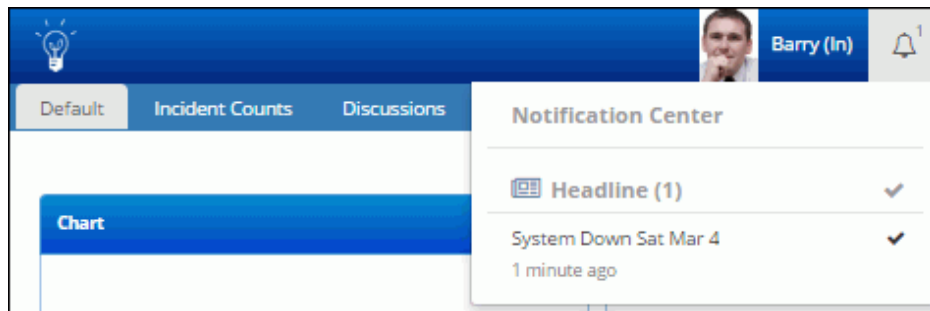 Barry (In)
1
Default
Incident Counts
Discussions
Notification Center
Headline (1)
Chart
System Down Sat Mar 4
1 minute ago